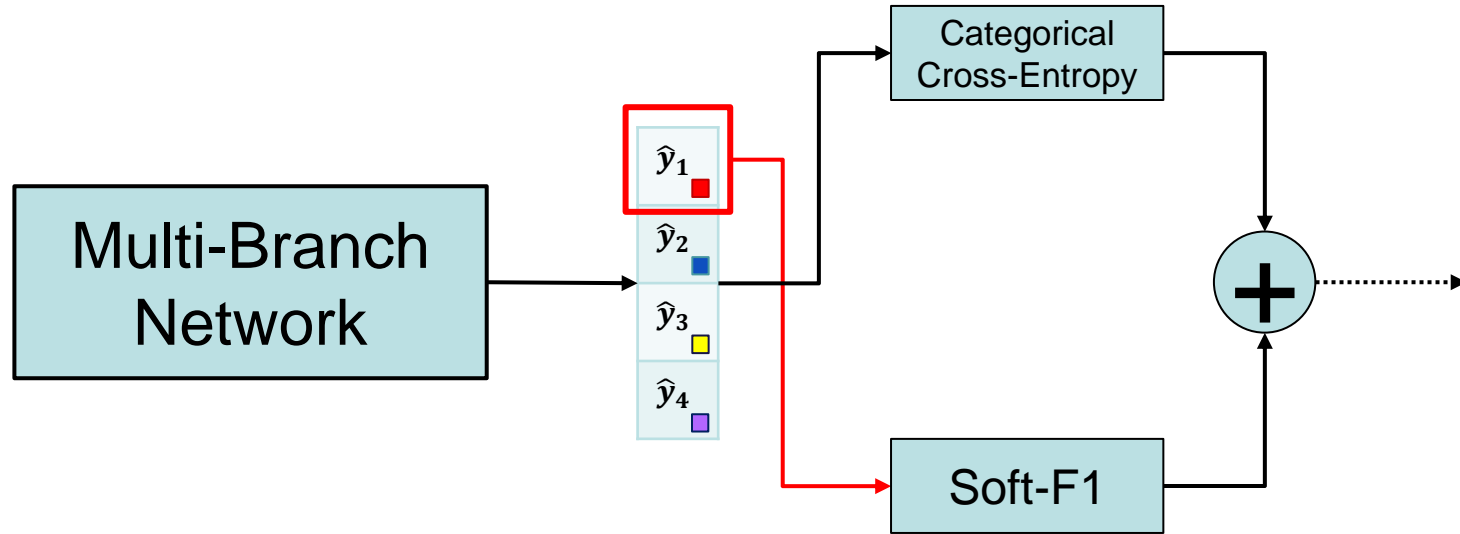 Categorical
Cross-Entropy
Multi-Branch
Network
ŷ₁
ŷ₂
ŷ₃
ŷ₄
+
Soft-F1